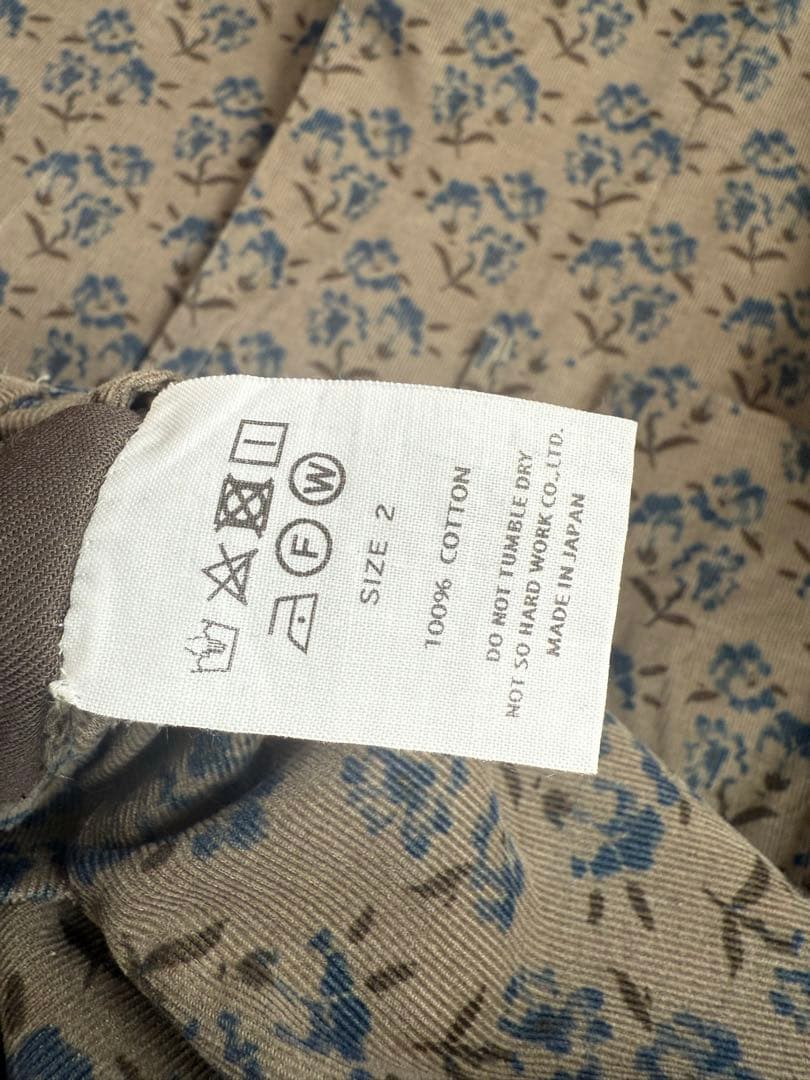 SIZE 2
100% COTTON
DO NOT TUMBLE DRY
NOT SO HARD WORK CO.,LTD.
MADE IN JAPAN
F
W